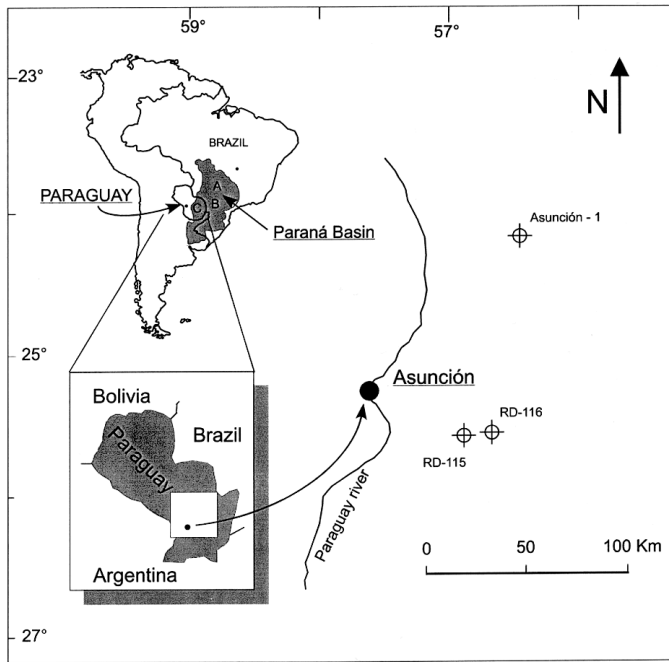 59°
57°
23°
N
BRAZIL
A
B
C
PARAGUAY
Paraná Basin
Asunción - 1
25°
Asunción
Bolivia
Brazil
Paraguay
Argentina
RD-116
RD-115
Paraguay river
0 50 100 Km
27°